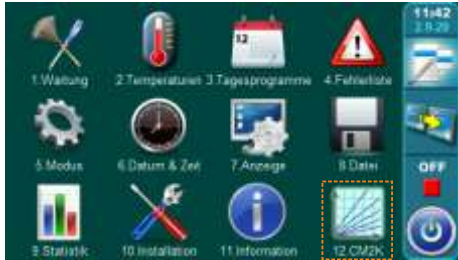 11:42
2.9.20
12
1.Wartung
2.Temperaturen
3.Tagesprogramme
4.Fehlerliste
5.Modus
6.Datum & Zeit
7.Anzeige
8.Datei
OFF
9.Statistik
10.Installation
11.Information
12.CM2K